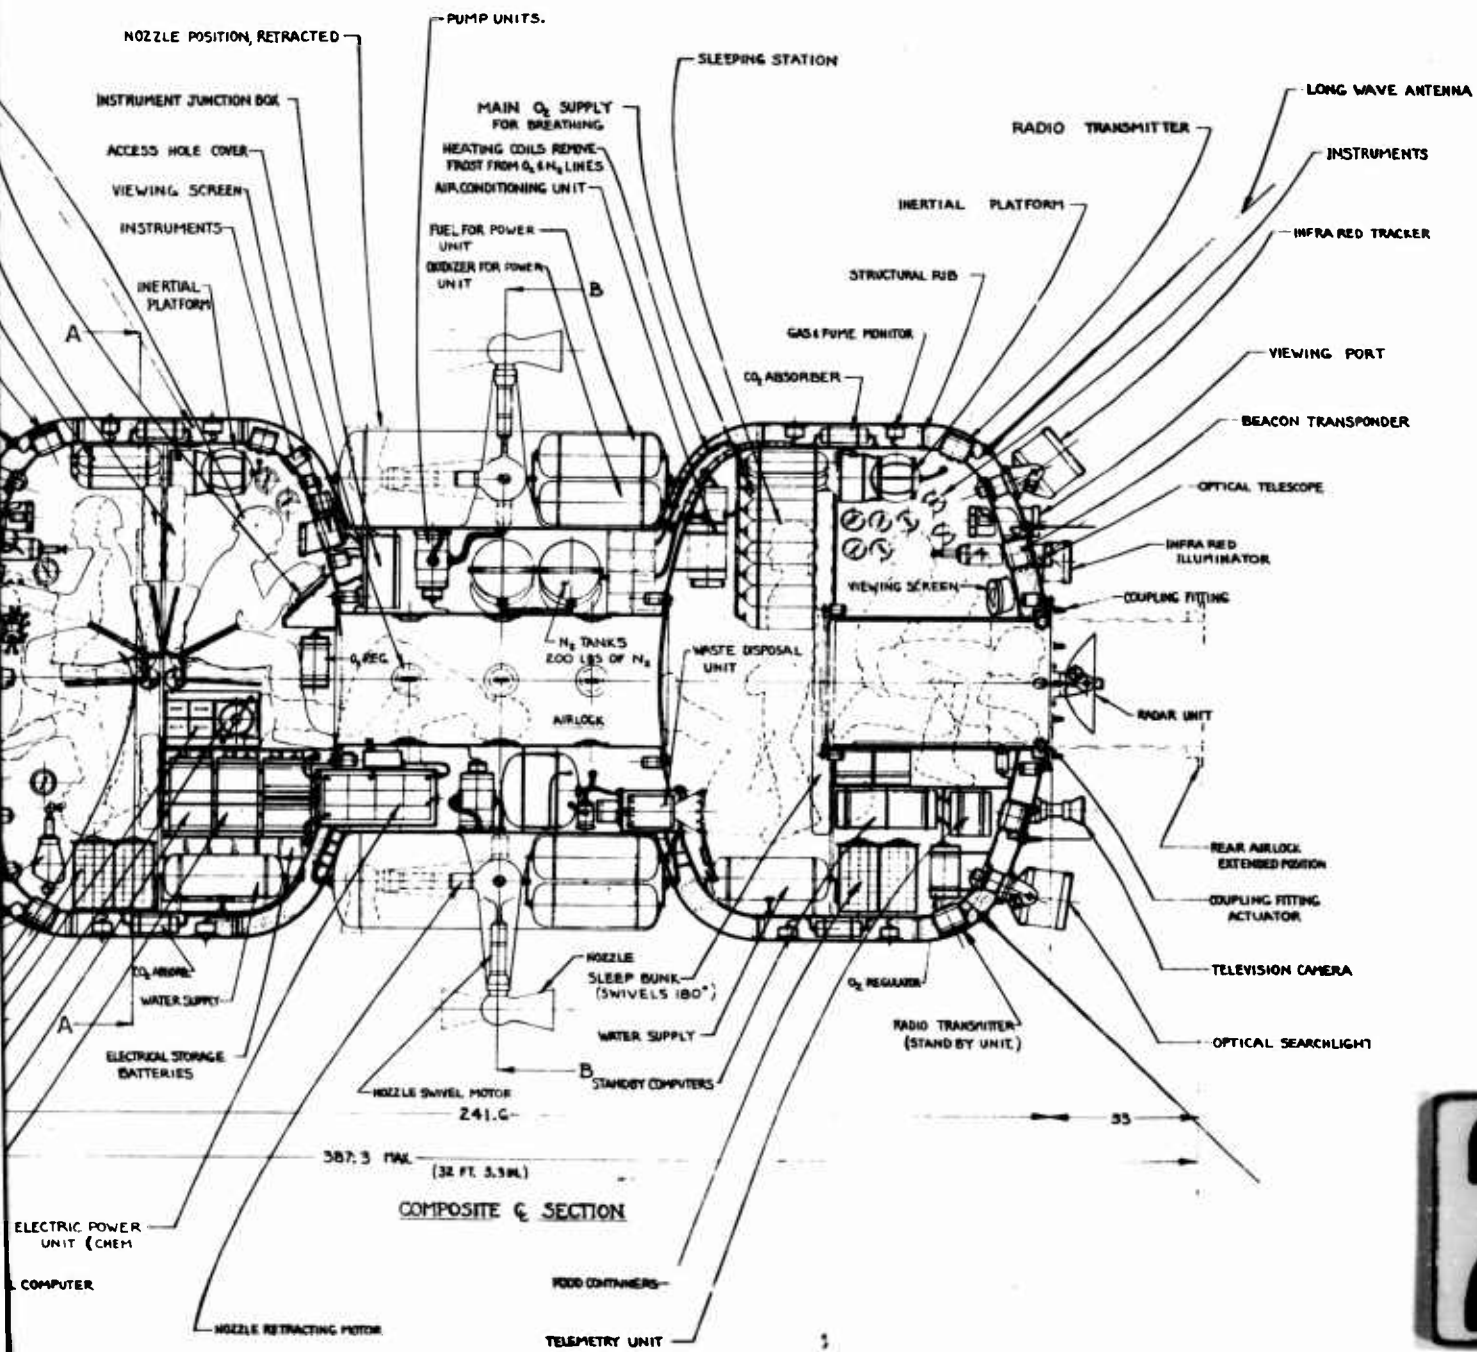 PUMP UNITS.
NOZZLE POSITION, RETRACTED
SLEEPING STATION
LONG WAVE ANTENNA
INSTRUMENT JUNCTION BOX
MAIN O₂ SUPPLY
FOR BREATHING
RADIO TRANSMITTER
ACCESS HOLE COVER
HEATING COILS REMOVE
FROST FROM O₂ & N₂ LINES
INSTRUMENTS
VIEWING SCREEN
AIR CONDITIONING UNIT
INERTIAL PLATFORM
INSTRUMENTS
FUEL FOR POWER
UNIT
INFRA RED TRACKER
OXIDIZER FOR POWER
UNIT
STRUCTURAL RIB
INERTIAL
PLATFORM
B
A
GAS & FUME MONITOR
VIEWING PORT
CO₂ ABSORBER
BEACON TRANSPONDER
OPTICAL TELESCOPE
INFRA RED
ILLUMINATOR
VIEWING SCREEN
COUPLING FITTING
N₂ TANKS
200 LBS OF N₂
WASTE DISPOSAL
UNIT
O₂ REG.
AIRLOCK
RADAR UNIT
REAR AIRLOCK
EXTENDED POSITION
COUPLING FITTING
ACTUATOR
NOZZLE
CO₂ ABSORB.
SLEEP BUNK
(SWIVELS 180°)
O₂ REGULATOR
TELEVISION CAMERA
WATER SUPPLY
A
WATER SUPPLY
RADIO TRANSMITTER
(STAND BY UNIT.)
OPTICAL SEARCHLIGHT
ELECTRICAL STORAGE
BATTERIES
B
STANDBY COMPUTERS
NOZZLE SWIVEL MOTOR
241.6
33
387.3 MAX
(32 FT. 3.3 IN.)
COMPOSITE ℄ SECTION
ELECTRIC POWER
UNIT (CHEM
COMPUTER
FOOD CONTAINERS
NOZZLE RETRACTING MOTOR
TELEMETRY UNIT